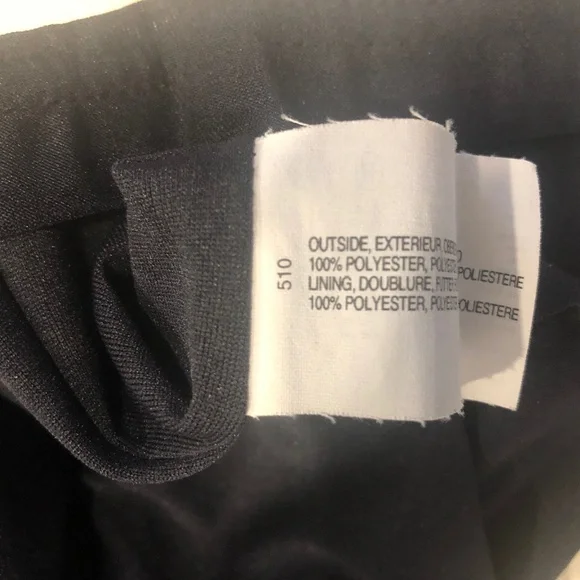 OUTSIDE, EXTERIEUR,
100% POLYESTER,
POLIESTERE
LINING, DOUBLURE,
100% POLYESTER,
POLIESTERE
510